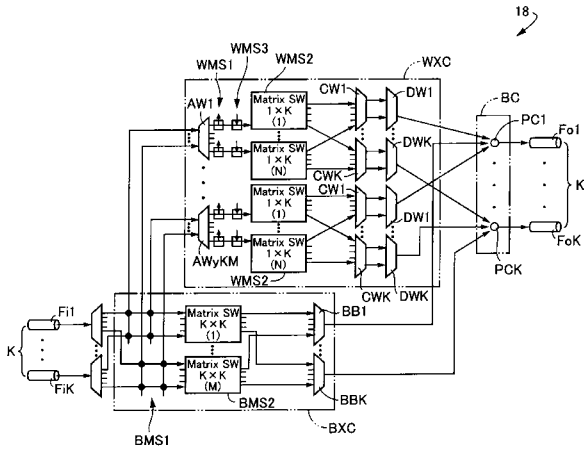 18
WMS1
WMS3
WMS2
WXC
AW1
Matrix SW
1×K
(1)
CW1
DW1
BC
PC1
Fo1
Matrix SW
1×K
(N)
CWK
DWK
K
Matrix SW
1×K
(1)
CW1
DW1
AWyKM
Matrix SW
1×K
(N)
WMS2
CWK
DWK
PCK
FoK
Fi1
K
FiK
Matrix SW
K×K
(1)
BB1
Matrix SW
K×K
(M)
BMS2
BBK
BMS1
BXC